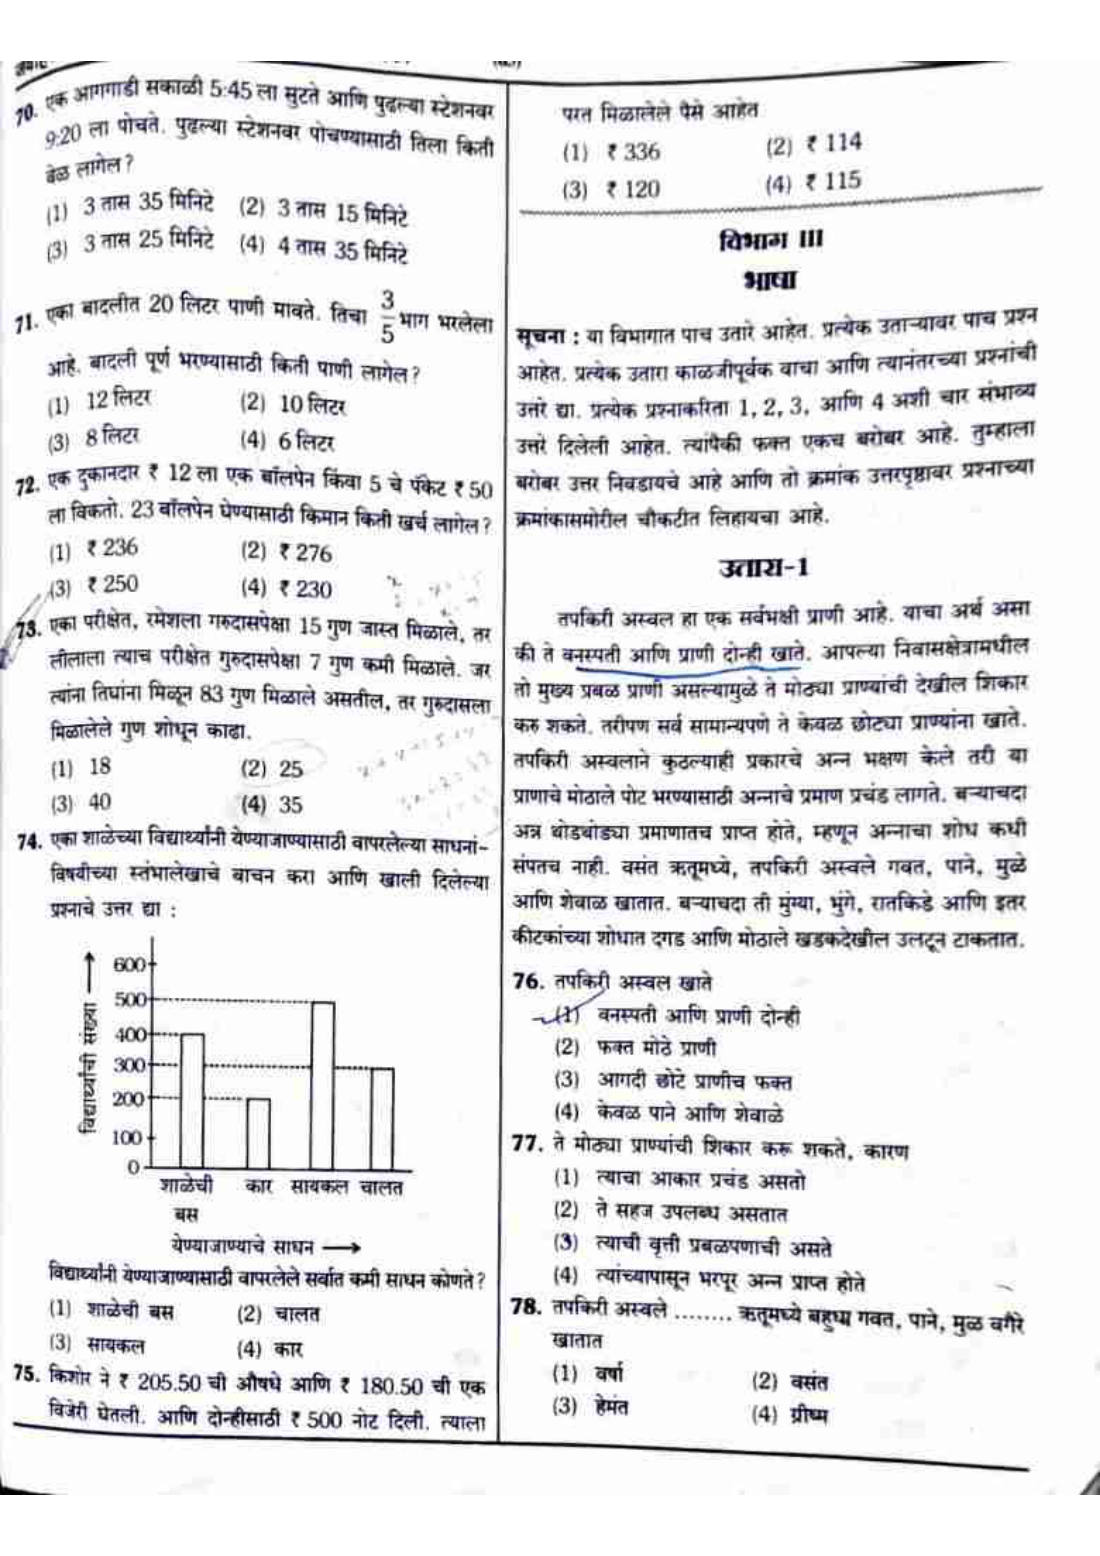 70. एक आगगाडी सकाळी 5:45 ला सुटते आणि पुढल्या स्टेशनवर
9:20 ला पोचते. पुढल्या स्टेशनवर पोचण्यासाठी तिला किती
वेळ लागेल?
(1) 3 तास 35 मिनिटे (2) 3 तास 15 मिनिटे
(3) 3 तास 25 मिनिटे (4) 4 तास 35 मिनिटे
71. एका बादलीत 20 लिटर पाणी मावते. तिचा 3/5 भाग भरलेला
आहे. बादली पूर्ण भरण्यासाठी किती पाणी लागेल?
(1) 12 लिटर (2) 10 लिटर
(3) 8 लिटर (4) 6 लिटर
72. एक दुकानदार ₹ 12 ला एक बॉलपेन किंवा 5 चे पॅकेट ₹ 50
ला विकतो. 23 बॉलपेन घेण्यासाठी किमान किती खर्च लागेल?
(1) ₹ 236 (2) ₹ 276
(3) ₹ 250 (4) ₹ 230
73. एका परीक्षेत, रमेशला गरुदासपेक्षा 15 गुण जास्त मिळाले, तर
लीलाला त्याच परीक्षेत गुरुदासपेक्षा 7 गुण कमी मिळाले. जर
त्यांना तिघांना मिळून 83 गुण मिळाले असतील, तर गुरुदासला
मिळालेले गुण शोधून काढा.
(1) 18 (2) 25
(3) 40 (4) 35
74. एका शाळेच्या विद्यार्थ्यांनी येण्याजाण्यासाठी वापरलेल्या साधनां-
विषयीच्या स्तंभालेखाचे वाचन करा आणि खाली दिलेल्या
प्रश्नाचे उत्तर द्या :
विद्यार्थ्यांची संख्या
600
500
400
300
200
100
0
शाळेची कार सायकल चालत
बस
येण्याजाण्याचे साधन
विद्यार्थ्यांनी येण्याजाण्यासाठी वापरलेले सर्वात कमी साधन कोणते?
(1) शाळेची बस (2) चालत
(3) सायकल (4) कार
75. किशोर ने ₹ 205.50 ची औषधे आणि ₹ 180.50 ची एक
विजेरी घेतली. आणि दोन्हीसाठी ₹ 500 नोट दिली. त्याला
परत मिळालेले पैसे आहेत
(1) ₹ 336 (2) ₹ 114
(3) ₹ 120 (4) ₹ 115
विभाग III
भाषा
सूचना : या विभागात पाच उतारे आहेत. प्रत्येक उताऱ्यावर पाच प्रश्न
आहेत. प्रत्येक उतारा काळजीपूर्वक वाचा आणि त्यानंतरच्या प्रश्नांची
उत्तरे द्या. प्रत्येक प्रश्नाकरिता 1, 2, 3, आणि 4 अशी चार संभाव्य
उत्तरे दिलेली आहेत. त्यांपैकी फक्त एकच बरोबर आहे. तुम्हाला
बरोबर उत्तर निवडायचे आहे आणि तो क्रमांक उत्तरपृष्ठावर प्रश्नाच्या
क्रमांकासमोरील चौकटीत लिहायचा आहे.
उतारा-1
तपकिरी अस्वल हा एक सर्वभक्षी प्राणी आहे. याचा अर्थ असा
की ते वनस्पती आणि प्राणी दोन्ही खाते. आपल्या निवासक्षेत्रामधील
तो मुख्य प्रबळ प्राणी असल्यामुळे ते मोठ्या प्राण्यांची देखील शिकार
करु शकते. तरीपण सर्व सामान्यपणे ते केवळ छोट्या प्राण्यांना खाते.
तपकिरी अस्वलाने कुठल्याही प्रकारचे अन्न भक्षण केले तरी या
प्राणाचे मोठाले पोट भरण्यासाठी अन्नाचे प्रमाण प्रचंड लागते. बऱ्याचदा
अन्न थोडथोड्या प्रमाणातच प्राप्त होते, म्हणून अन्नाचा शोध कधी
संपतच नाही. वसंत ऋतूमध्ये, तपकिरी अस्वले गवत, पाने, मुळे
आणि शेवाळ खातात. बऱ्याचदा ती मुंग्या, भुंगे, रातकिडे आणि इतर
कीटकांच्या शोधात दगड आणि मोठाले खडकदेखील उलटून टाकतात.
76. तपकिरी अस्वल खाते
(1) वनस्पती आणि प्राणी दोन्ही
(2) फक्त मोठे प्राणी
(3) अगदी छोटे प्राणीच फक्त
(4) केवळ पाने आणि शेवाळे
77. ते मोठ्या प्राण्यांची शिकार करू शकते, कारण
(1) त्याचा आकार प्रचंड असतो
(2) ते सहज उपलब्ध असतात
(3) त्याची वृत्ती प्रबळपणाची असते
(4) त्यांच्यापासून भरपूर अन्न प्राप्त होते
78. तपकिरी अस्वले ........ ऋतूमध्ये बहुधा गवत, पाने, मुळ वगैरे
खातात
(1) वर्षा (2) वसंत
(3) हेमंत (4) ग्रीष्म